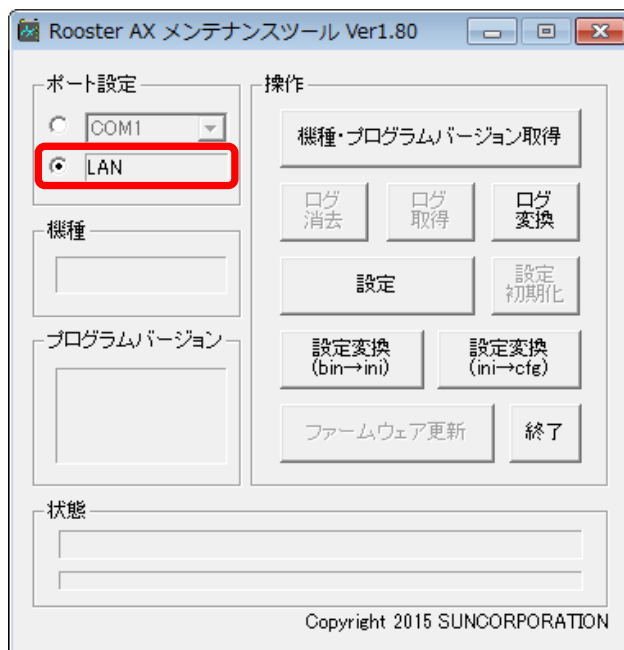 Rooster AX メンテナンスツール Ver1.80
ポート設定
COM1
LAN
機種
プログラムバージョン
操作
機種・プログラムバージョン取得
ログ
消去
ログ
取得
ログ
変換
設定
設定
初期化
設定変換
(bin→ini)
設定変換
(ini→cfg)
ファームウェア更新
終了
状態
Copyright 2015 SUNCORPORATION